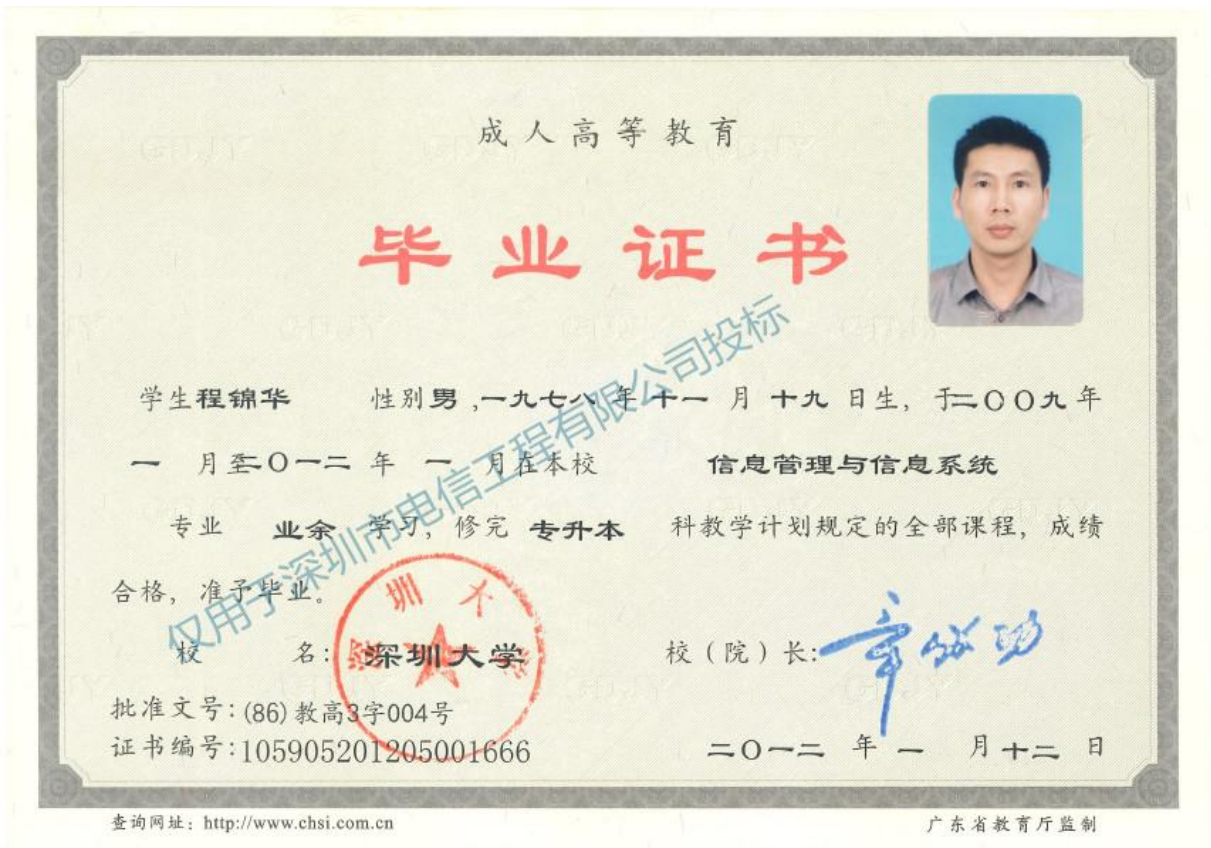 成人高等教育
毕业证书
学生程锦华 性别男,一九七八年十一月十九日生,于二〇〇九年
一月至二〇一二年一月在本校 信息管理与信息系统
专业 业余 学习,修完 专升本 科教学计划规定的全部课程,成绩
合格,准予毕业。
校 名:深圳大学 校(院)长:章必功
深圳大学
批准文号:(86)教高3字004号
证书编号:105905201205001666
二〇一二年一月十二日
查询网址:http://www.chsi.com.cn
广东省教育厅监制
仅用于深圳市电信工程有限公司投标